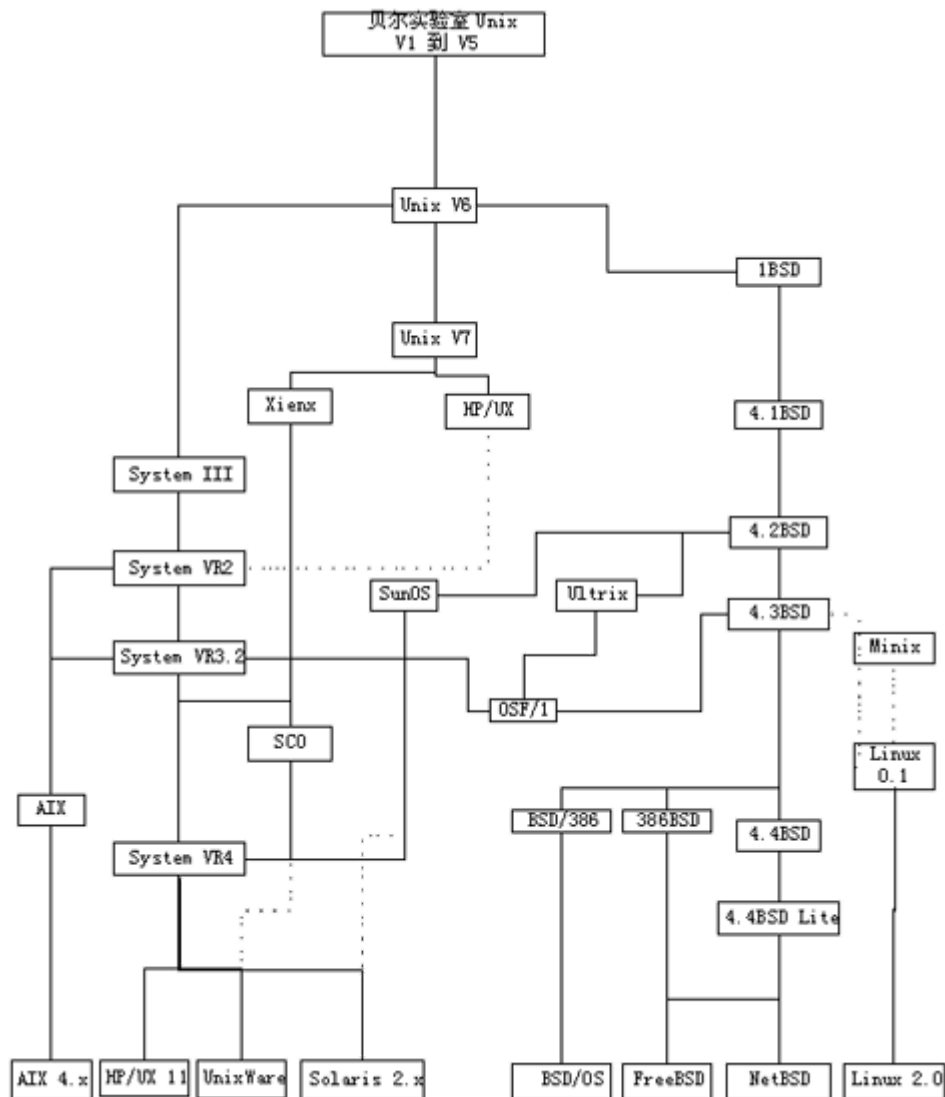 贝尔实验室 Unix
V1 到 V5
Unix V6
1BSD
Unix V7
Xienx
HP/UX
4.1BSD
System III
4.2BSD
System VR2
SunOS
Ultrix
4.3BSD
Minix
System VR3.2
OSF/1
SCO
Linux
0.1
AIX
BSD/386
386BSD
4.4BSD
System VR4
4.4BSD Lite
AIX 4.x
HP/UX 11
UnixWare
Solaris 2.x
BSD/OS
FreeBSD
NetBSD
Linux 2.0